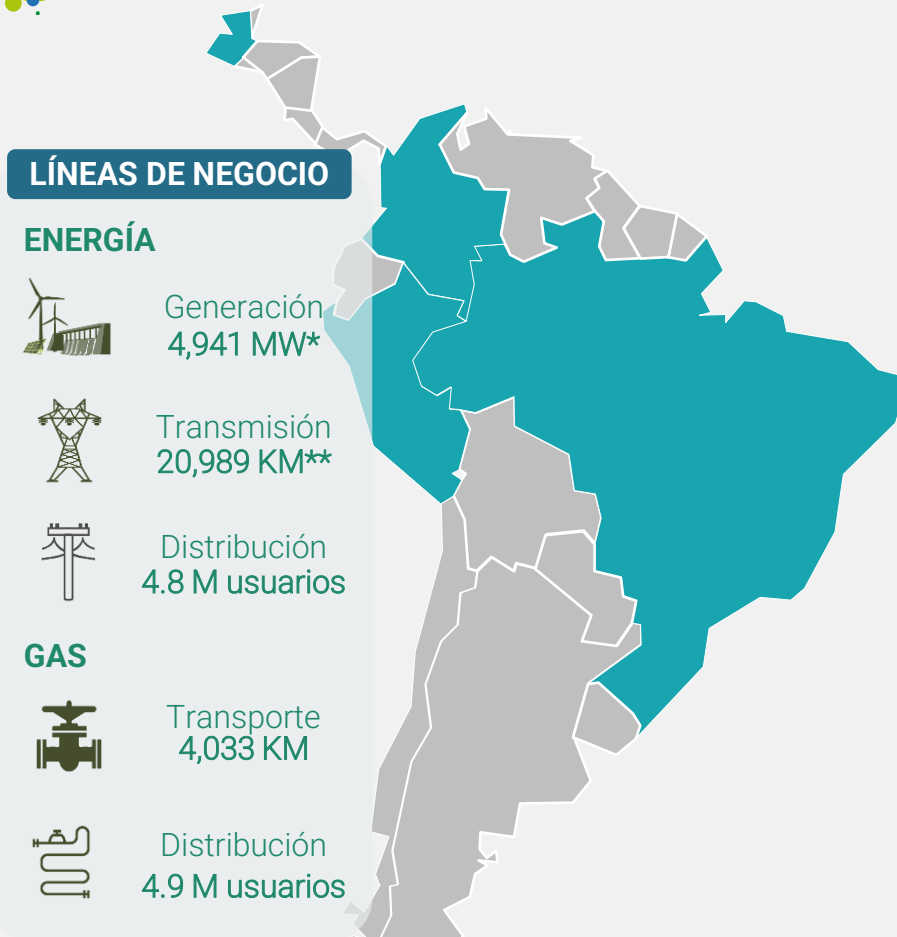 LÍNEAS DE NEGOCIO
ENERGÍA
Generación
4,941 MW*
Transmisión
20,989 KM**
Distribución
4.8 M usuarios
GAS
Transporte
4,033 KM
Distribución
4.9 M usuarios